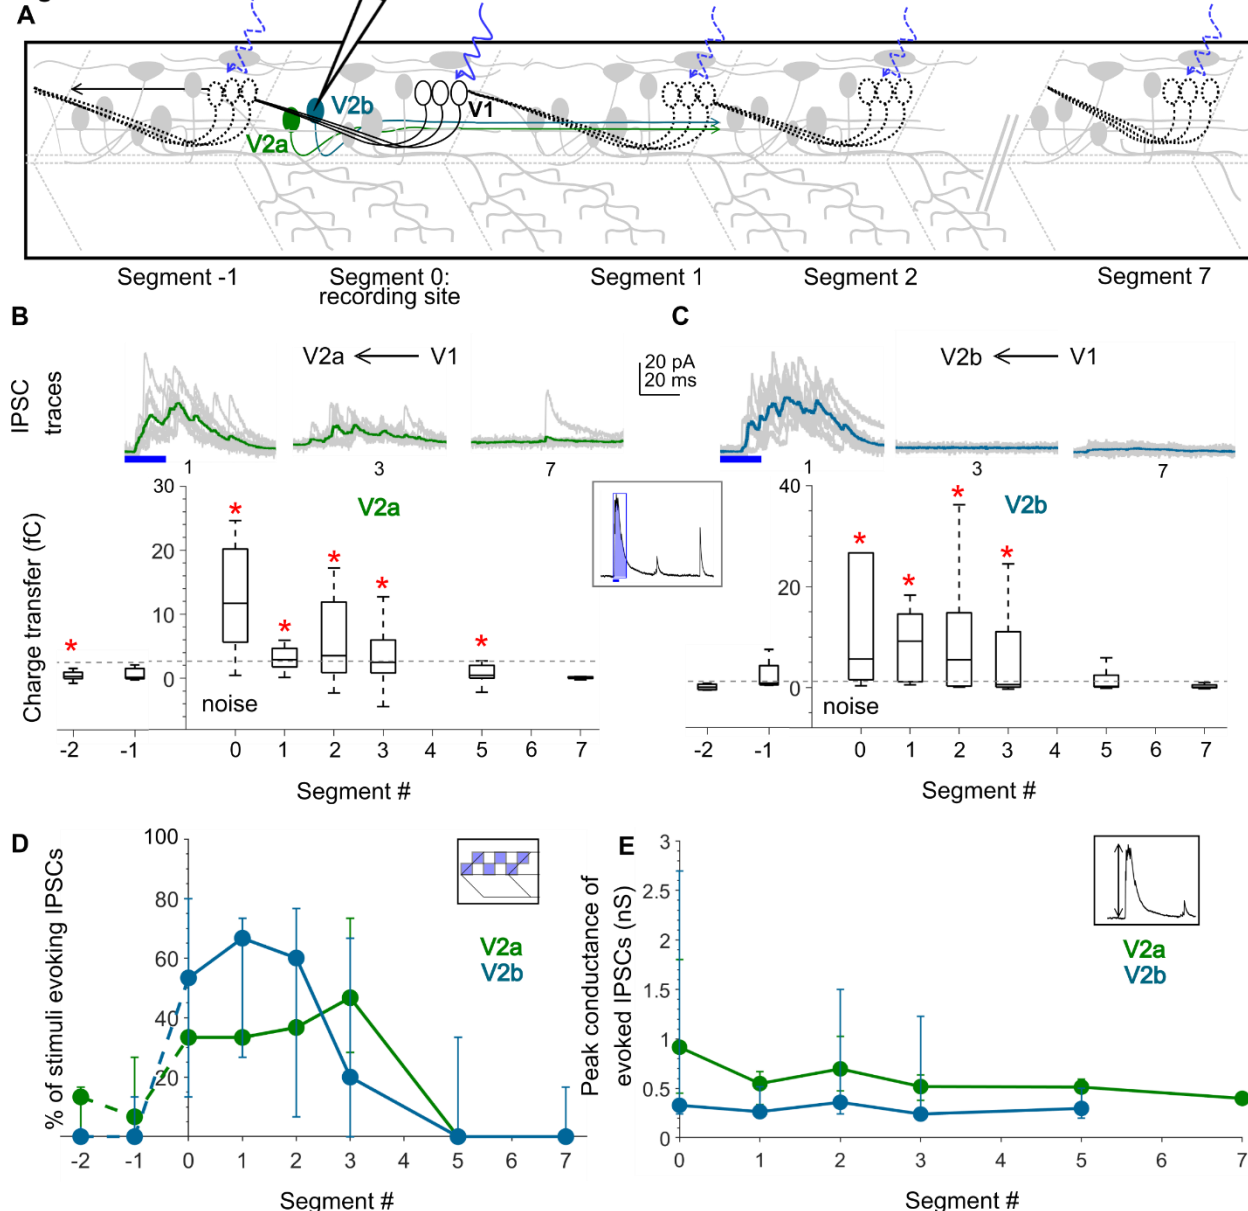 A
V2b
V1
V2a
Segment -1
Segment 0:
recording site
Segment 1
Segment 2
Segment 7
B
C
IPSC
traces
V2a
V1
20 pA
20 ms
V2b
V1
1
3
7
1
3
7
Charge transfer (fC)
30
20
10
0
V2a
noise
-2
-1
0
1
2
3
4
5
6
7
Segment #
40
20
0
V2b
noise
-2
-1
0
1
2
3
4
5
6
7
Segment #
D
% of stimuli evoking IPSCs
100
80
60
40
20
V2a
V2b
-2
-1
0
1
2
3
4
5
6
7
Segment #
E
Peak conductance of
evoked IPSCs (nS)
3
2.5
2
1.5
1
0.5
0
V2a
V2b
0
1
2
3
4
5
6
7
Segment #